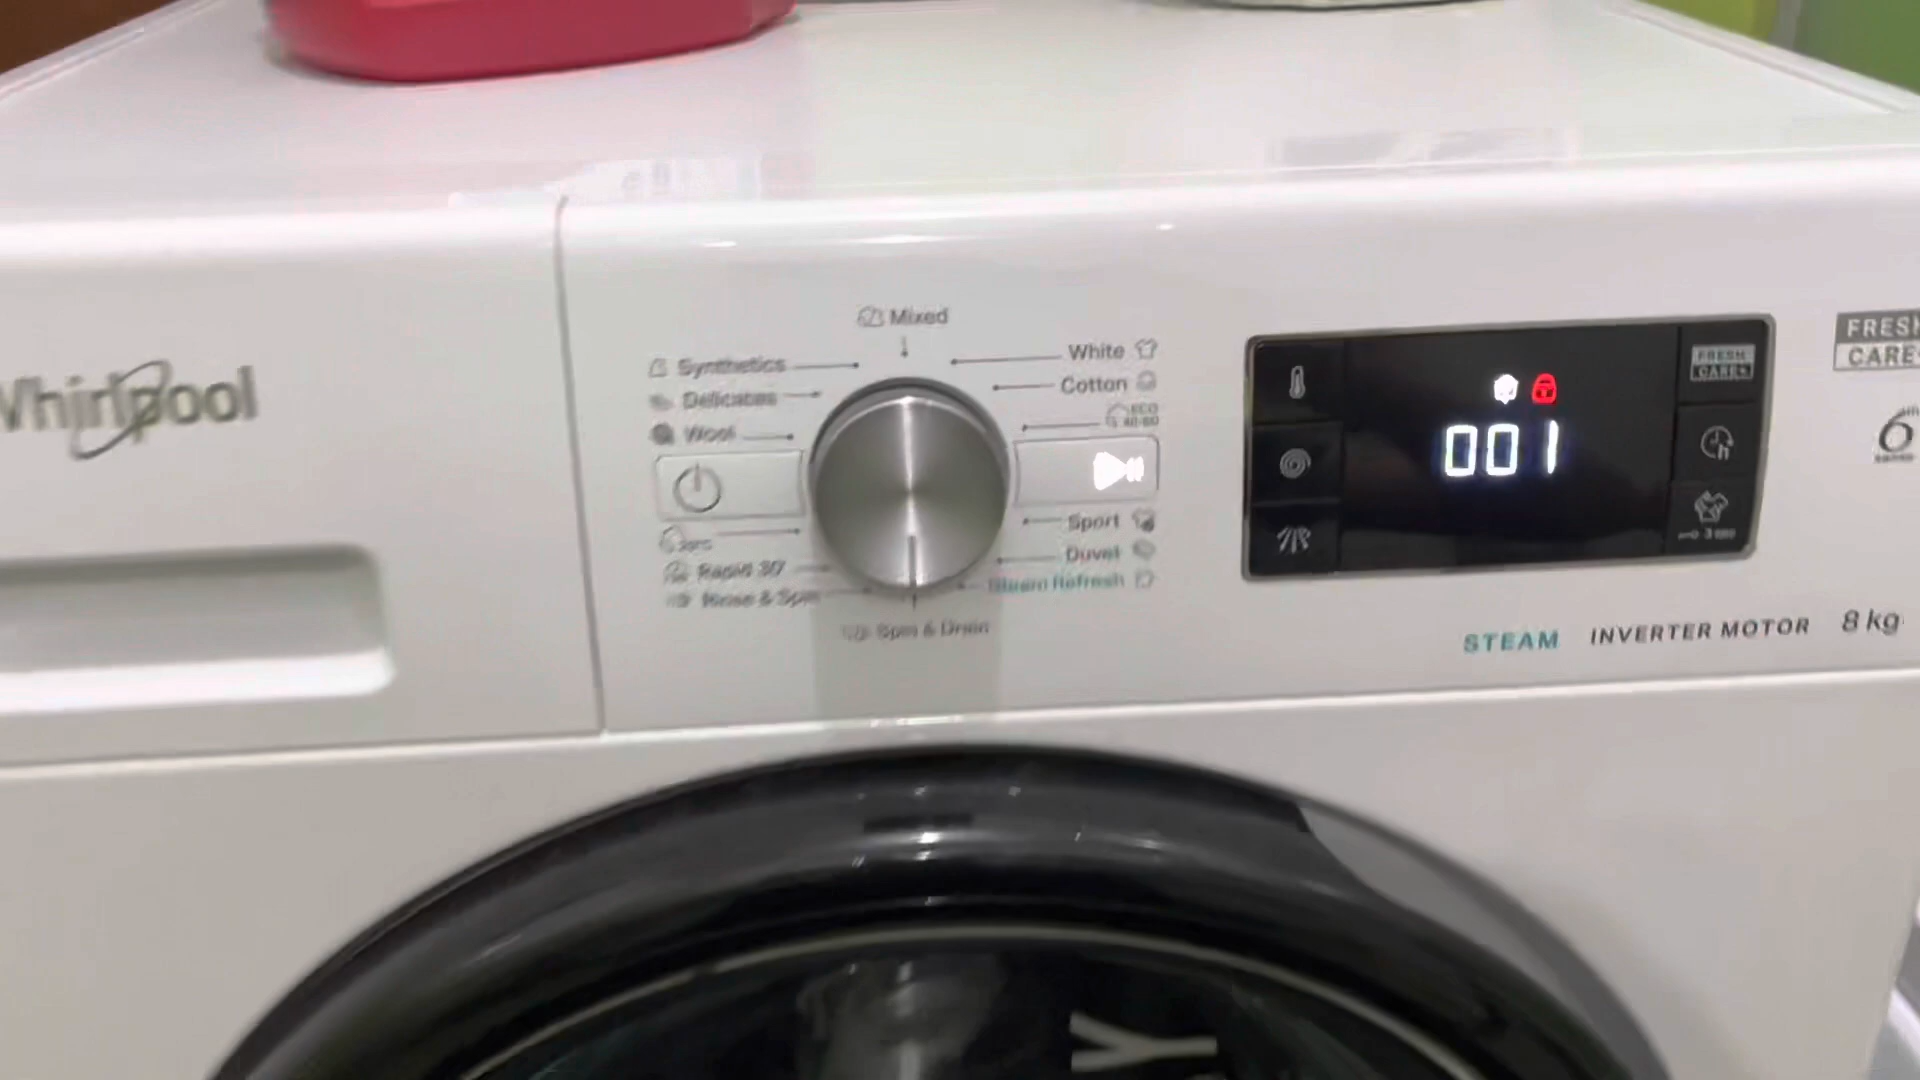 Whirlpool
Mixed
Synthetics
Delicates
Wool
White
Cotton
ECO
40-60
Rapid 30'
Rinse & Spin
Spin & Drain
Sport
Duvet
Steam Refresh
001
FRESH
CARE+
h
FRESH
CARE
6
STEAM INVERTER MOTOR 8 kg